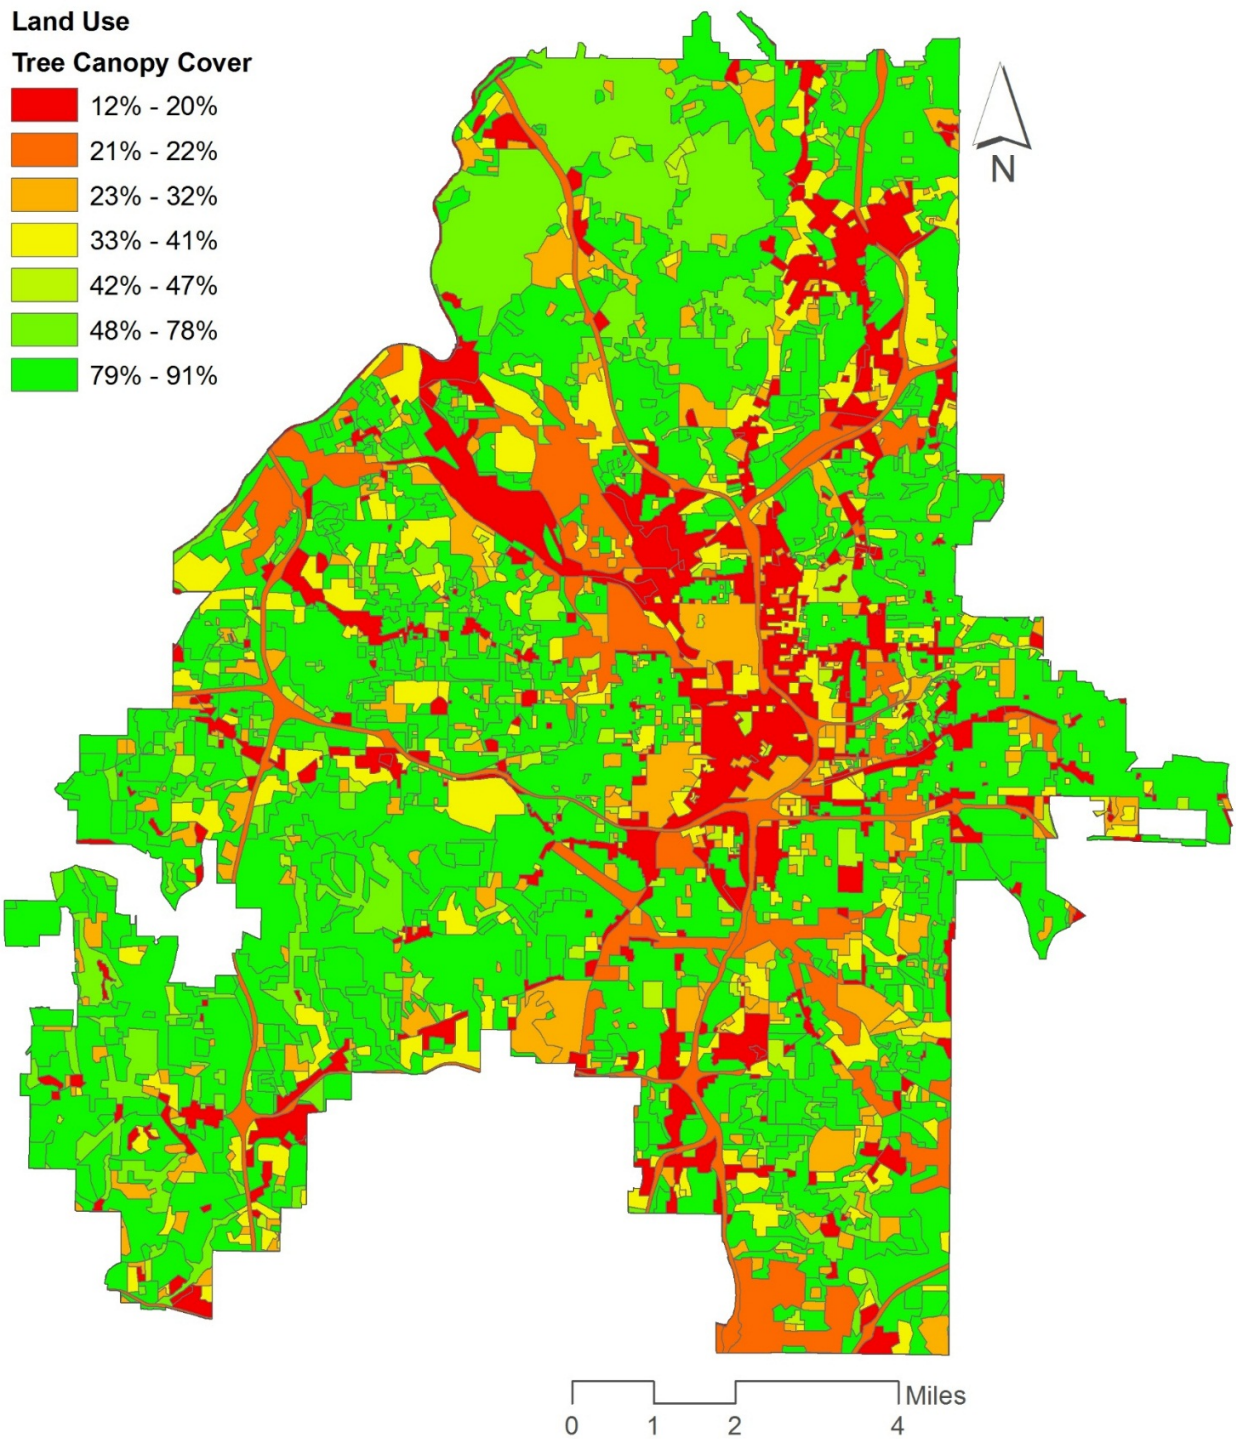 Land Use
Tree Canopy Cover
12% - 20%
21% - 22%
23% - 32%
33% - 41%
42% - 47%
48% - 78%
79% - 91%
N
Miles
0 1 2 4